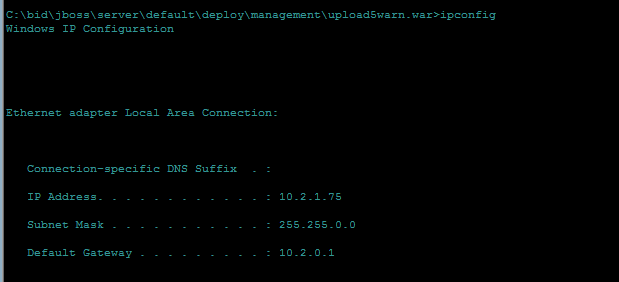 C:\bid\jboss\server\default\deploy\management\upload5warn.war>ipconfig
Windows IP Configuration
Ethernet adapter Local Area Connection:
Connection-specific DNS Suffix . :
IP Address. . . . . . . . . . . . : 10.2.1.75
Subnet Mask . . . . . . . . . . . : 255.255.0.0
Default Gateway . . . . . . . . . : 10.2.0.1